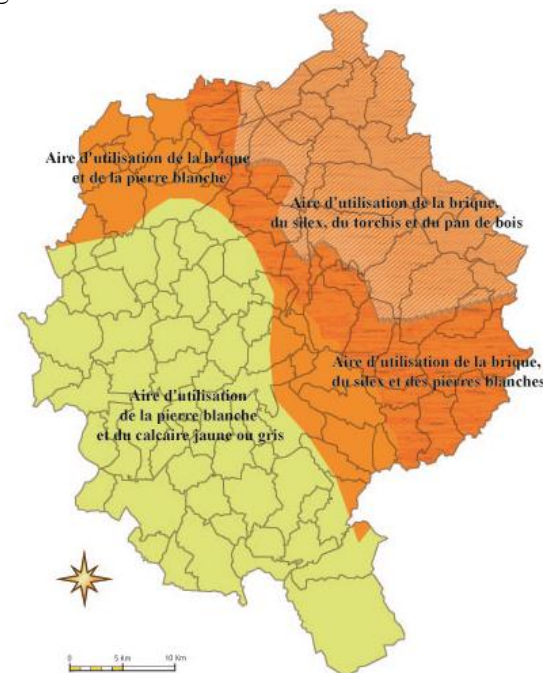 Aire d'utilisation de la brique
et de la pierre blanche
Aire d'utilisation de la brique,
du silex, du torchis et du pan de bois
Aire d'utilisation de la brique,
du silex et des pierres blanches
Aire d'utilisation
de la pierre blanche
et du calcaire jaune ou gris
0 5 Km 10 Km